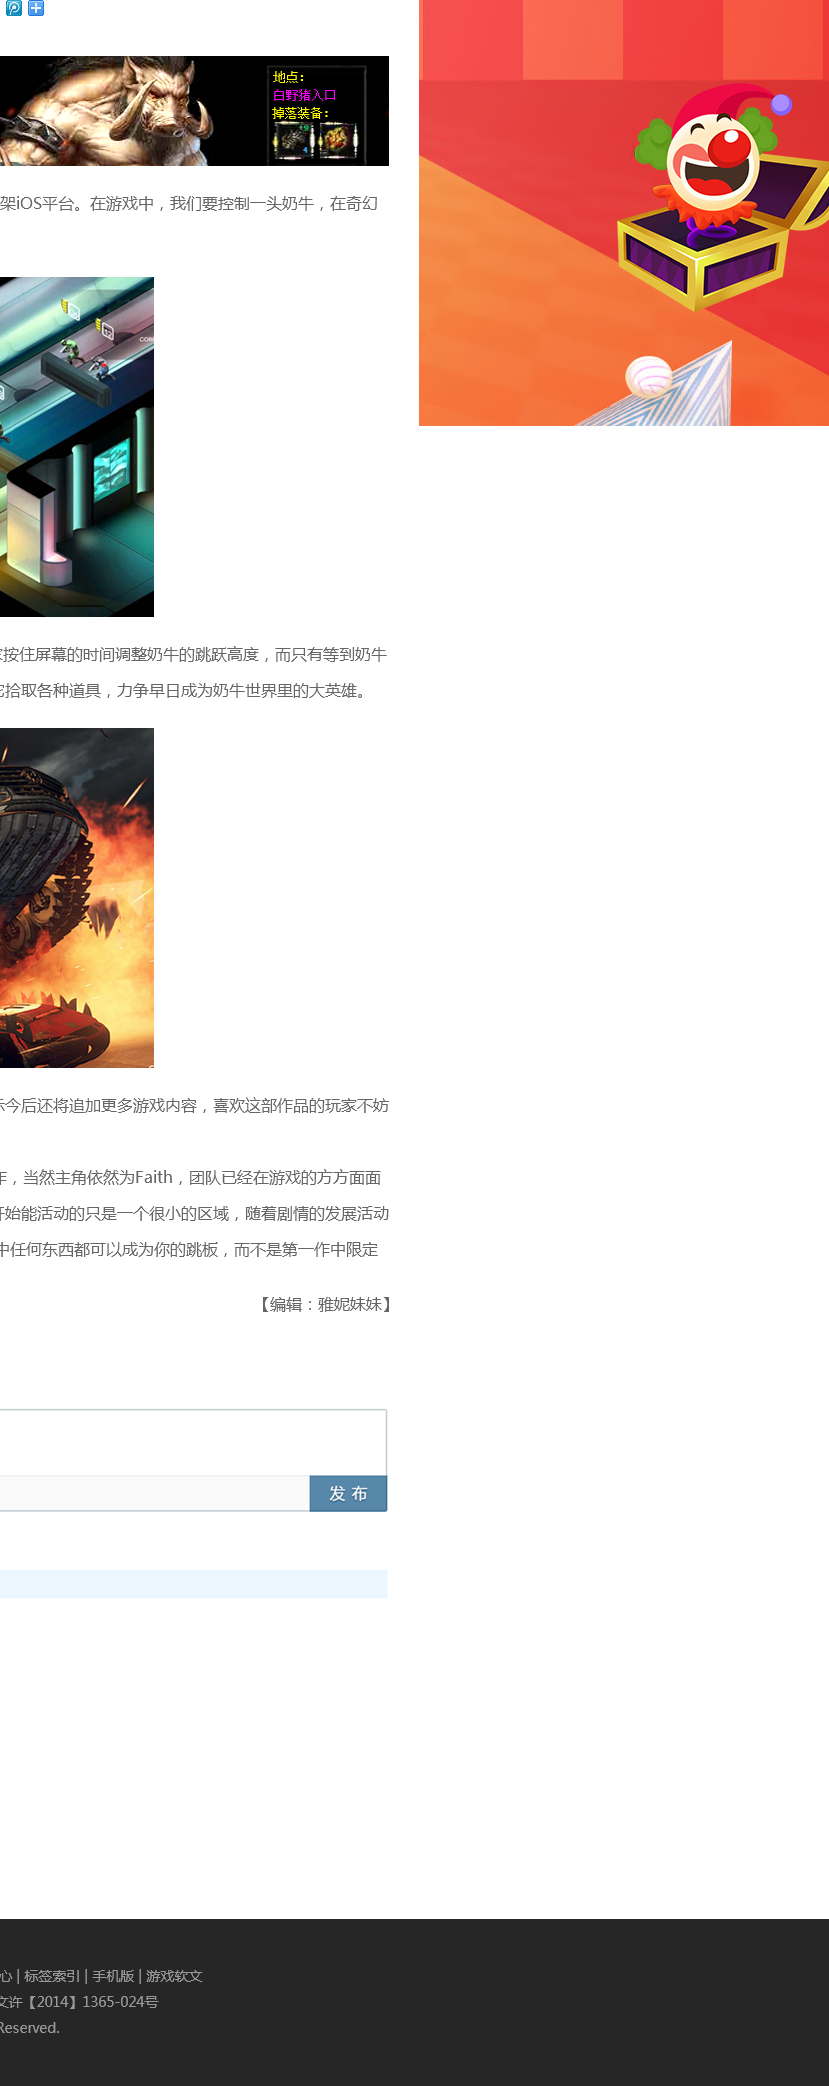 地点：
白野猪入口
掉落装备：
架iOS平台。在游戏中，我们要控制一头奶牛，在奇幻
12
按住屏幕的时间调整奶牛的跳跃高度，而只有等到奶牛
拾取各种道具，力争早日成为奶牛世界里的大英雄。
今后还将追加更多游戏内容，喜欢这部作品的玩家不妨
作，当然主角依然为Faith，团队已经在游戏的方方面面
开始能活动的只是一个很小的区域，随着剧情的发展活动
中任何东西都可以成为你的跳板，而不是第一作中限定
【编辑：雅妮妹妹】
发 布
心 | 标签索引 | 手机版 | 游戏软文
文许【2014】1365-024号
Reserved.